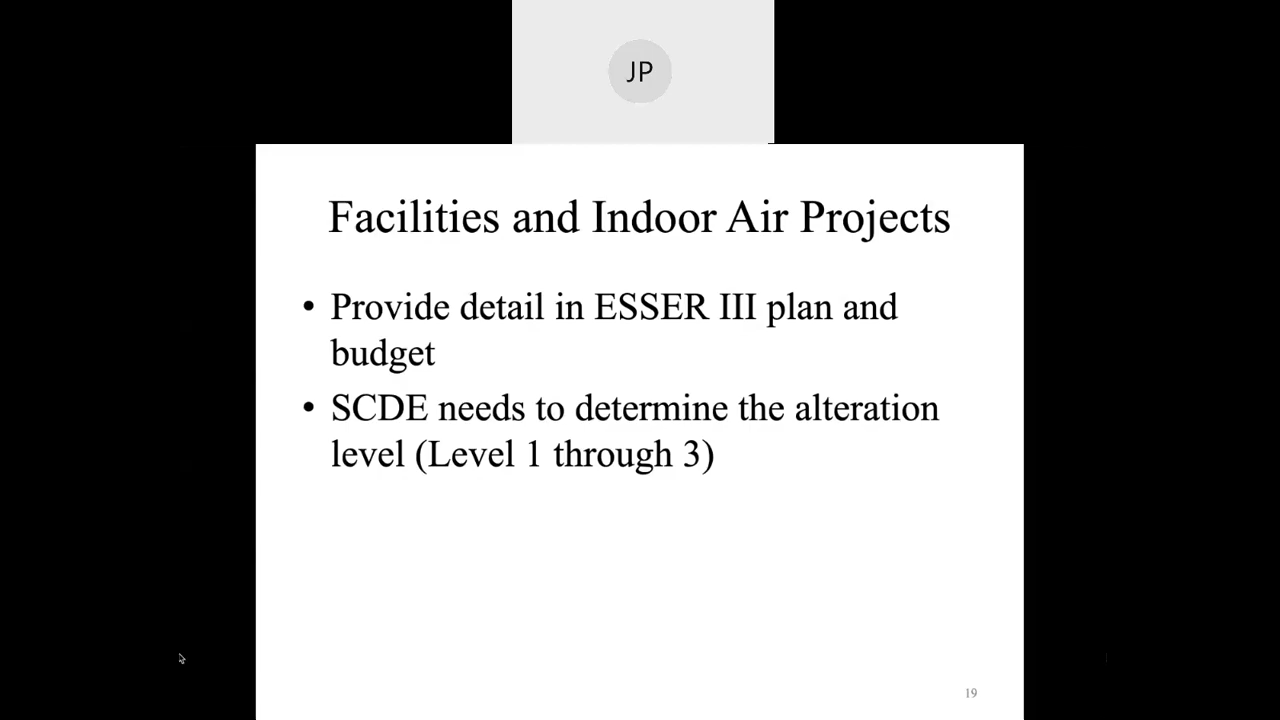 JP
Facilities and Indoor Air Projects
• Provide detail in ESSER III plan and
budget
• SCDE needs to determine the alteration
level (Level 1 through 3)
19